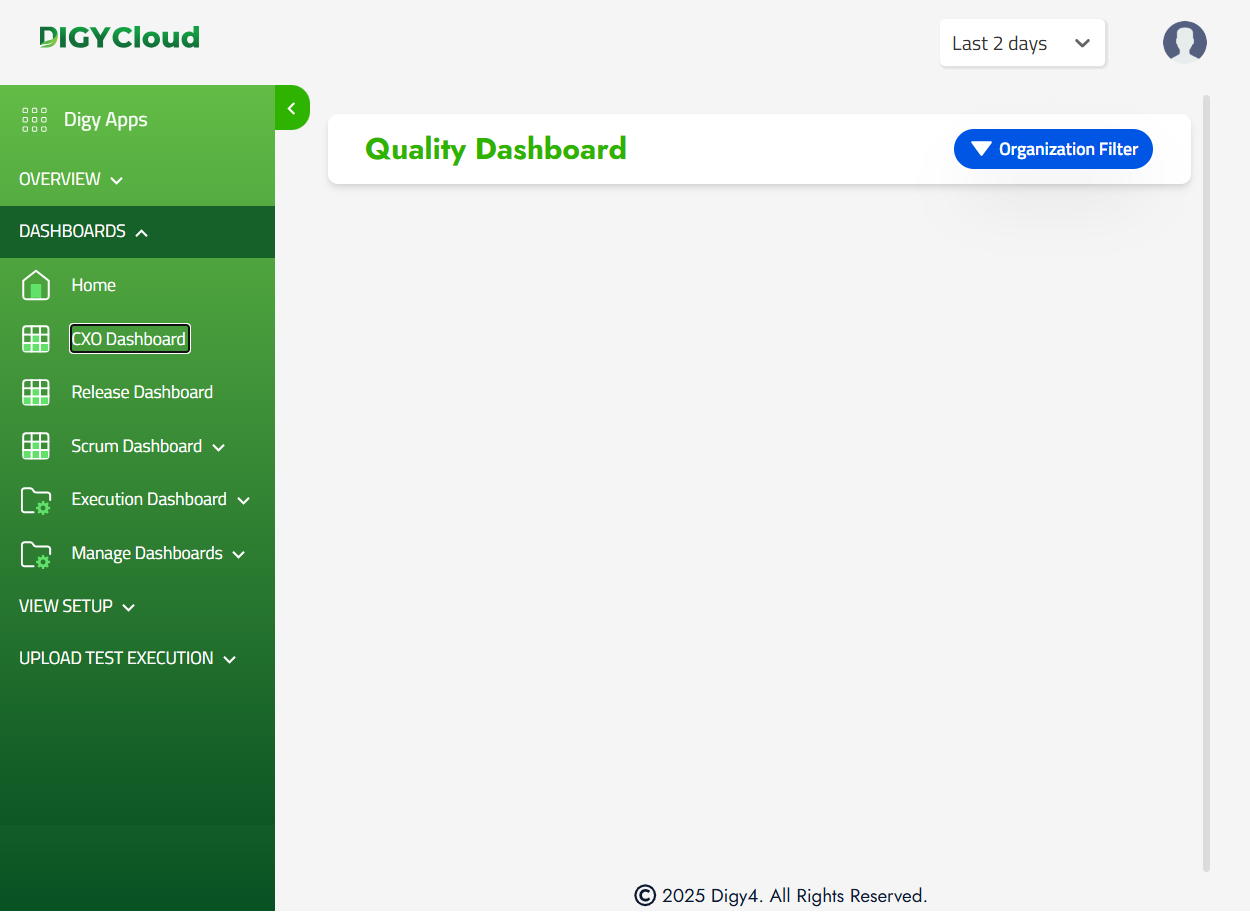 DIGYCloud
Last 2 days
Digy Apps
OVERVIEW
DASHBOARDS
Home
CXO Dashboard
Release Dashboard
Scrum Dashboard
Execution Dashboard
Manage Dashboards
VIEW SETUP
UPLOAD TEST EXECUTION
Quality Dashboard
Organization Filter
© 2025 Digy4. All Rights Reserved.